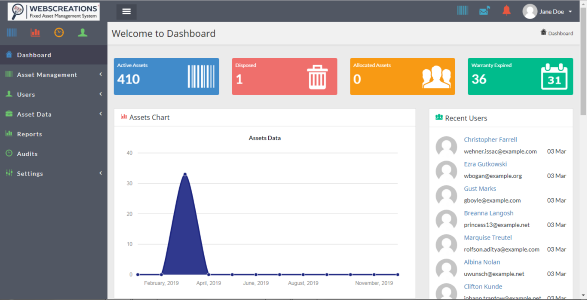 WEBSCREATIONS
Fixed Asset Management System
Jane Doe
Dashboard
Asset Management
Users
Asset Data
Reports
Audits
Settings
Welcome to Dashboard
Dashboard
Active Assets
410
Disposed
1
Allocated Assets
0
Warranty Expired
36
31
Assets Chart
Assets Data
40
30
20
10
0
February, 2019
April, 2019
June, 2019
August, 2019
November, 2019
Recent Users
Christopher Farrell
wehner.issac@example.com 03 Mar
Ezra Gutkowski
wbogan@example.org 03 Mar
Gust Marks
gboyle@example.com 03 Mar
Breanna Langosh
princess13@example.net 03 Mar
Marquise Treutel
rolfson.aditya@example.com 03 Mar
Albina Nolan
uwunsch@example.net 03 Mar
Clifton Kunde
03 Mar